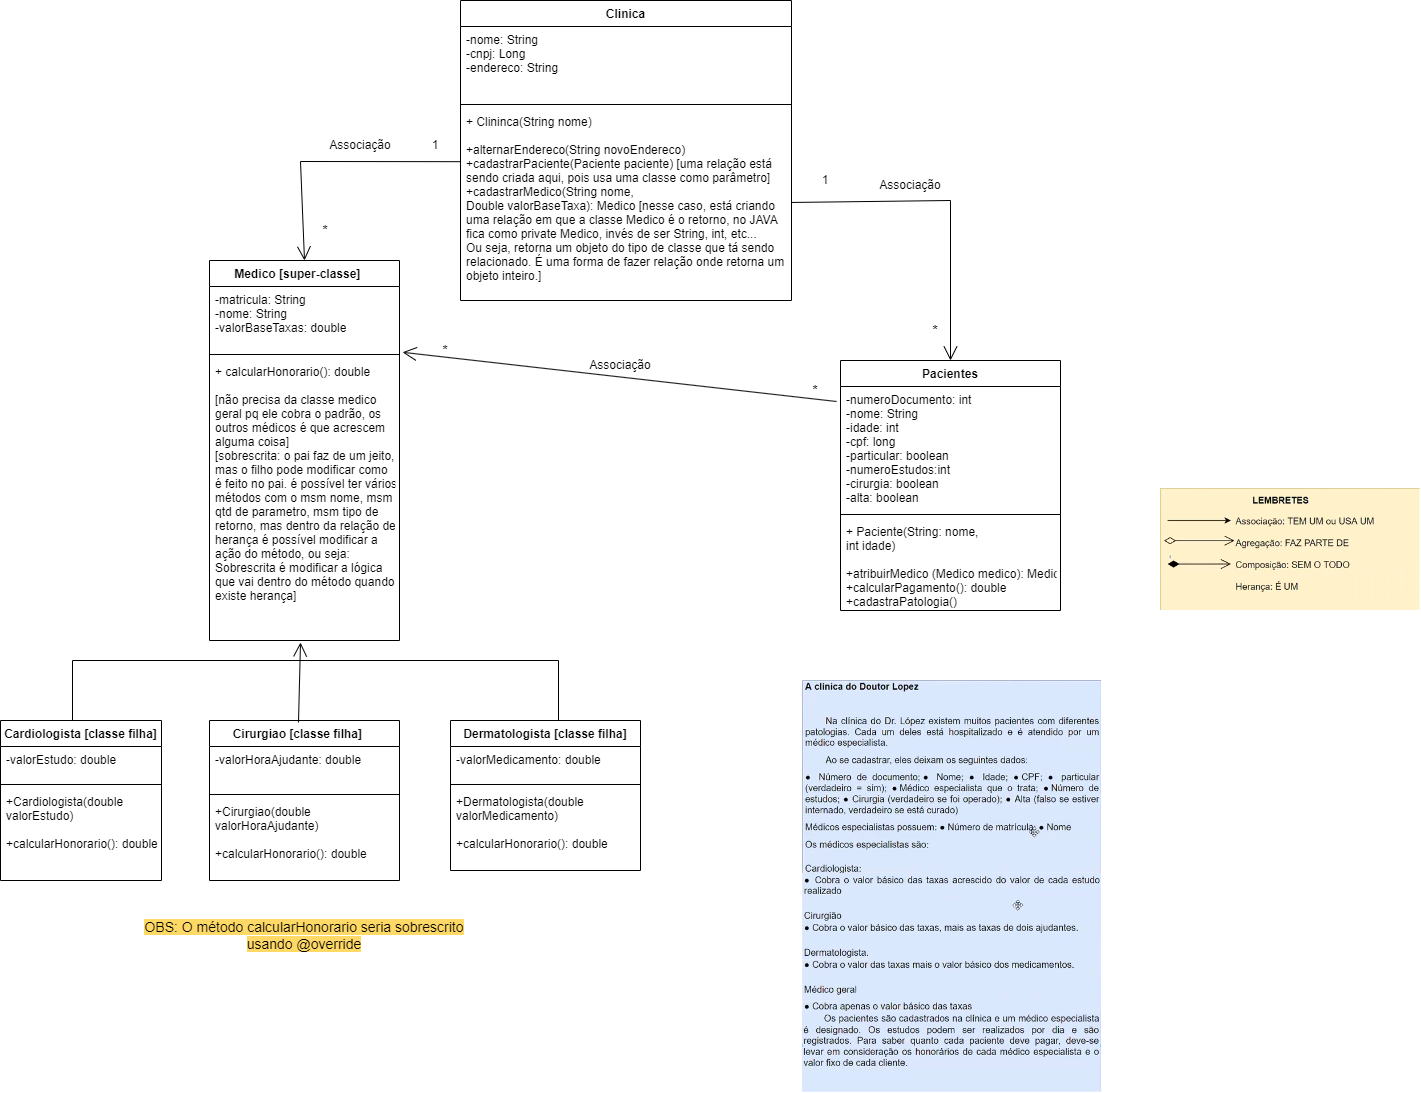 Clinica
-nome: String
-cnpj: Long
-endereco: String
+ Clininca(String nome)
+alternarEndereco(String novoEndereco)
+cadastrarPaciente(Paciente paciente) [uma relação está
sendo criada aqui, pois usa uma classe como parâmetro]
+cadastrarMedico(String nome,
Double valorBaseTaxa): Medico [nesse caso, está criando
uma relação em que a classe Medico é o retorno, no JAVA
fica como private Medico, invés de ser String, int, etc...
Ou seja, retorna um objeto do tipo de classe que tá sendo
relacionado. É uma forma de fazer relação onde retorna um
objeto inteiro.]
Associação
1
*
1
Associação
*
Medico [super-classe]
-matricula: String
-nome: String
-valorBaseTaxas: double
+ calcularHonorario(): double
[não precisa da classe medico
geral pq ele cobra o padrão, os
outros médicos é que acrescem
alguma coisa]
[sobrescrita: o pai faz de um jeito,
mas o filho pode modificar como
é feito no pai. é possível ter vários
métodos com o msm nome, msm
qtd de parametro, msm tipo de
retorno, mas dentro da relação de
herança é possível modificar a
ação do método, ou seja:
Sobrescrita é modificar a lógica
que vai dentro do método quando
existe herança]
*
Associação
*
Pacientes
-numeroDocumento: int
-nome: String
-idade: int
-cpf: long
-particular: boolean
-numeroEstudos:int
-cirurgia: boolean
-alta: boolean
+ Paciente(String: nome,
int idade)
+atribuirMedico (Medico medico): Medic
+calcularPagamento(): double
+cadastraPatologia()
LEMBRETES
Associação: TEM UM ou USA UM
Agregação: FAZ PARTE DE
Composição: SEM O TODO
Herança: É UM
Cardiologista [classe filha]
-valorEstudo: double
+Cardiologista(double
valorEstudo)
+calcularHonorario(): double
Cirurgiao [classe filha]
-valorHoraAjudante: double
+Cirurgiao(double
valorHoraAjudante)
+calcularHonorario(): double
Dermatologista [classe filha]
-valorMedicamento: double
+Dermatologista(double
valorMedicamento)
+calcularHonorario(): double
OBS: O método calcularHonorario seria sobrescrito
usando @override
A clínica do Doutor Lopez
Na clínica do Dr. López existem muitos pacientes com diferentes
patologias. Cada um deles está hospitalizado e é atendido por um
médico especialista.
Ao se cadastrar, eles deixam os seguintes dados:
● Número de documento; ● Nome; ● Idade; ● CPF; ● particular
(verdadeiro = sim); ● Médico especialista que o trata; ● Número de
estudos; ● Cirurgia (verdadeiro se foi operado); ● Alta (falso se estiver
internado, verdadeiro se está curado)
Médicos especialistas possuem: ● Número de matrícula; ● Nome
Os médicos especialistas são:
Cardiologista:
● Cobra o valor básico das taxas acrescido do valor de cada estudo
realizado
Cirurgião
● Cobra o valor básico das taxas, mais as taxas de dois ajudantes.
Dermatologista.
● Cobra o valor das taxas mais o valor básico dos medicamentos.
Médico geral
● Cobra apenas o valor básico das taxas
Os pacientes são cadastrados na clínica e um médico especialista
é designado. Os estudos podem ser realizados por dia e são
registrados. Para saber quanto cada paciente deve pagar, deve-se
levar em consideração os honorários de cada médico especialista e o
valor fixo de cada cliente.